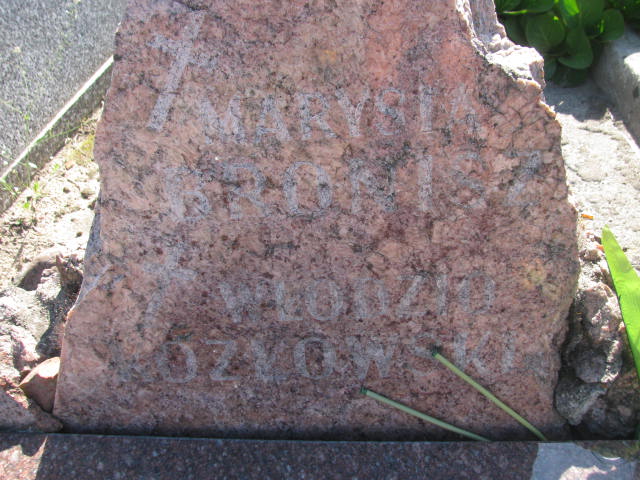 † MARYSIA
BRONISZ
† WŁODZIO
KOZŁOWSKI